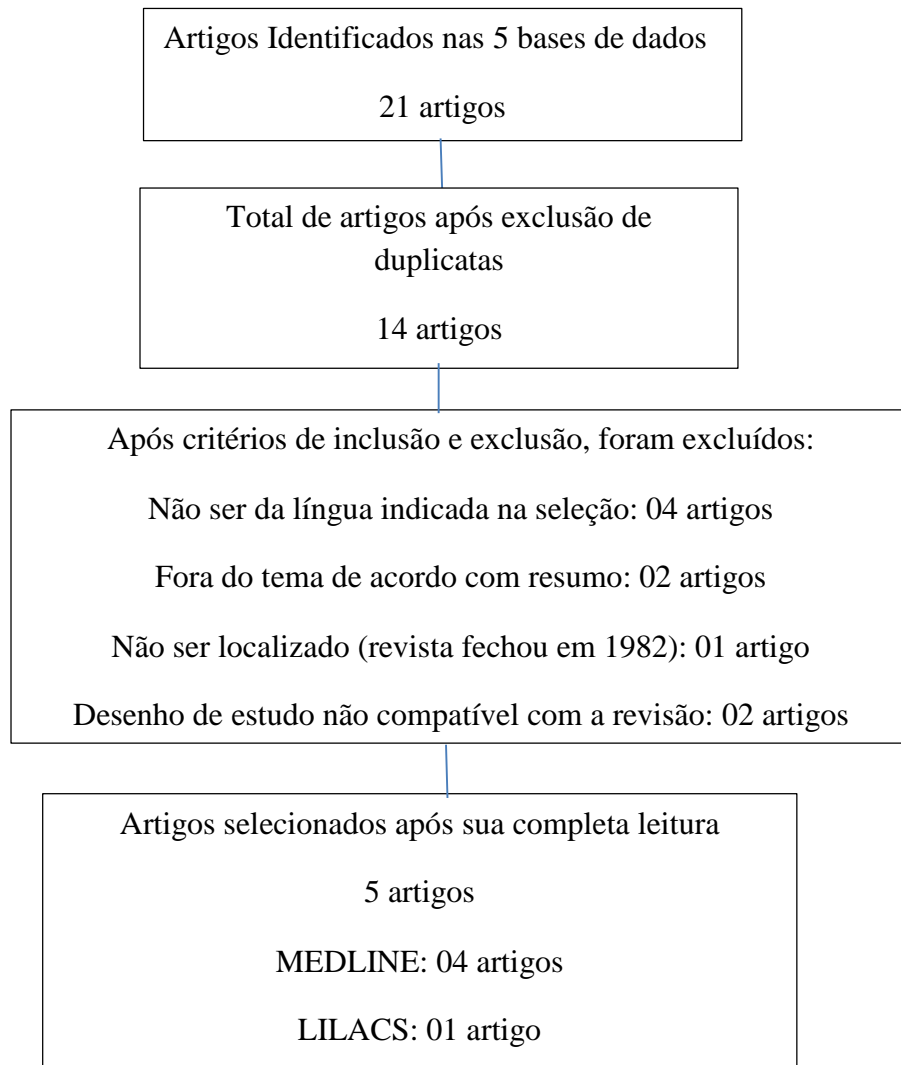 Artigos Identificados nas 5 bases de dados
21 artigos
Total de artigos após exclusão de
duplicatas
14 artigos
Após critérios de inclusão e exclusão, foram excluídos:
Não ser da língua indicada na seleção: 04 artigos
Fora do tema de acordo com resumo: 02 artigos
Não ser localizado (revista fechou em 1982): 01 artigo
Desenho de estudo não compatível com a revisão: 02 artigos
Artigos selecionados após sua completa leitura
5 artigos
MEDLINE: 04 artigos
LILACS: 01 artigo